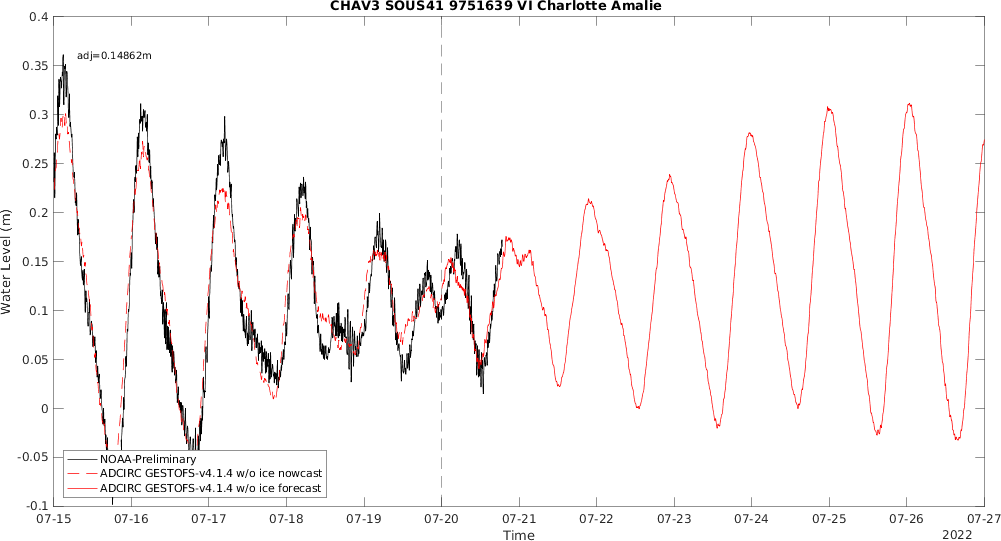 CHAV3 SOUS41 9751639 VI Charlotte Amalie
adj=0.14862m
0.4
0.35
0.3
0.25
0.2
0.15
0.1
0.05
0
-0.05
-0.1
Water Level (m)
NOAA-Preliminary
ADCIRC GESTOFS-v4.1.4 w/o ice nowcast
ADCIRC GESTOFS-v4.1.4 w/o ice forecast
07-15 07-16 07-17 07-18 07-19 07-20 07-21 07-22 07-23 07-24 07-25 07-26 07-27
Time
2022